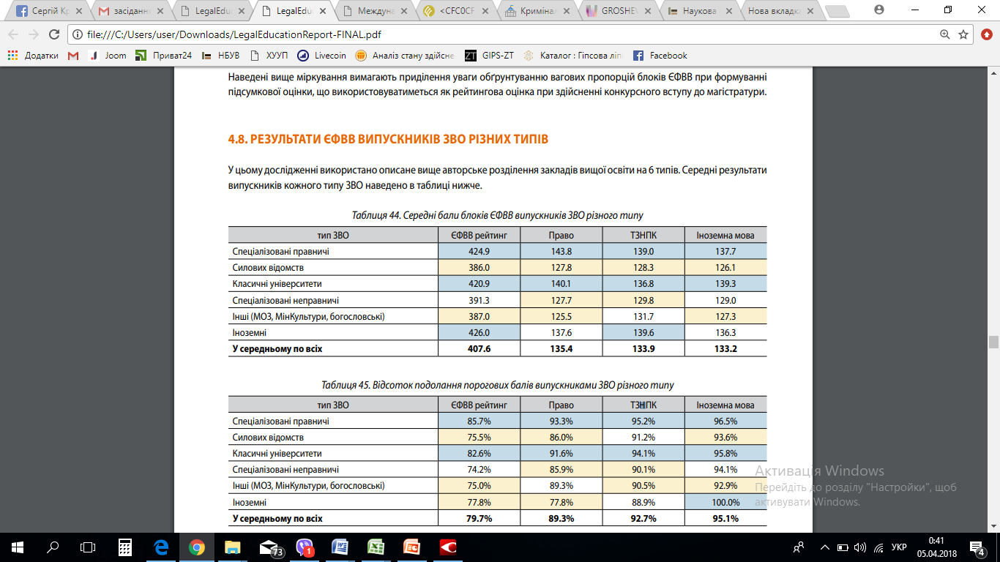 Сергій Кр
засідання
LegalEdu
LegalEdu
Междуна
<CFC0CF
Криміна
GROSHEV
Наукова
Нова вкладка
file:///C:/Users/user/Downloads/LegalEducationReport-FINAL.pdf
Додатки Joom Приват24 НБУВ ХУУП Livecoin Аналіз стану здійсне GIPS-ZT Каталог : Гіпсова ліп Facebook
Наведені вище міркування вимагають приділення уваги обґрунтуванню вагових пропорцій блоків ЄФВВ при формуванні
підсумкової оцінки, що використовуватиметься як рейтингова оцінка при здійсненні конкурсного вступу до магістратури.
4.8. РЕЗУЛЬТАТИ ЄФВВ ВИПУСКНИКІВ ЗВО РІЗНИХ ТИПІВ
У цьому дослідженні використано описане вище авторське розділення закладів вищої освіти на 6 типів. Середні результати
випускників кожного типу ЗВО наведено в таблиці нижче.
Таблиця 44. Середні бали блоків ЄФВВ випускників ЗВО різного типу
тип ЗВО ЄФВВ рейтинг Право ТЗНПК Іноземна мова
Спеціалізовані правничі 424.9 143.8 139.0 137.7
Силових відомств 386.0 127.8 128.3 126.1
Класичні університети 420.9 140.1 136.8 139.3
Спеціалізовані неправничі 391.3 127.7 129.8 129.0
Інші (МОЗ, МінКультури, богословські) 387.0 125.5 131.7 127.3
Іноземні 426.0 137.6 139.6 136.3
У середньому по всіх 407.6 135.4 133.9 133.2
Таблиця 45. Відсоток подолання порогових балів випускниками ЗВО різного типу
тип ЗВО ЄФВВ рейтинг Право ТЗНПК Іноземна мова
Спеціалізовані правничі 85.7% 93.3% 95.2% 96.5%
Силових відомств 75.5% 86.0% 91.2% 93.6%
Класичні університети 82.6% 91.6% 94.1% 95.8%
Спеціалізовані неправничі 74.2% 85.9% 90.1% 94.1%
Інші (МОЗ, МінКультури, богословські) 75.0% 89.3% 90.5% 92.9%
Іноземні 77.8% 77.8% 88.9% 100.0%
У середньому по всіх 79.7% 89.3% 92.7% 95.1%
Активація Windows
Перейдіть до розділу "Настройки", щоб
активувати Windows.
73
1
УКР
0:41
05.04.2018
4